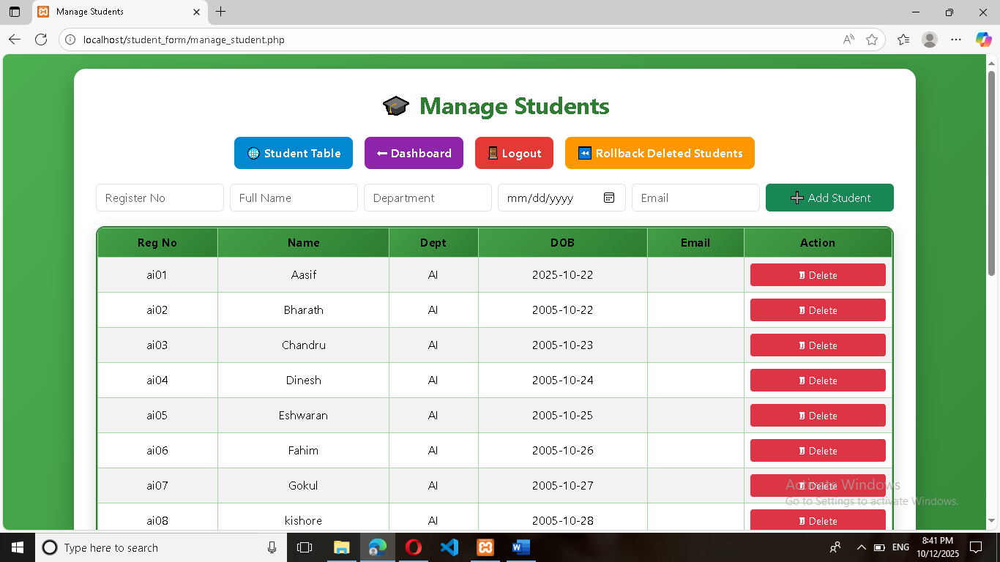 Manage Students
localhost/student_form/manage_student.php
Manage Students
Student Table
Dashboard
Logout
Rollback Deleted Students
Register No
Full Name
Department
mm/dd/yyyy
Email
Add Student
Reg No Name Dept DOB Email Action
ai01 Aasif AI 2025-10-22 Delete
ai02 Bharath AI 2005-10-22 Delete
ai03 Chandru AI 2005-10-23 Delete
ai04 Dinesh AI 2005-10-24 Delete
ai05 Eshwaran AI 2005-10-25 Delete
ai06 Fahim AI 2005-10-26 Delete
ai07 Gokul AI 2005-10-27 Delete
ai08 kishore AI 2005-10-28 Delete
Activate Windows
Go to Settings to activate Windows.
Type here to search
ENG
8:41 PM
10/12/2025